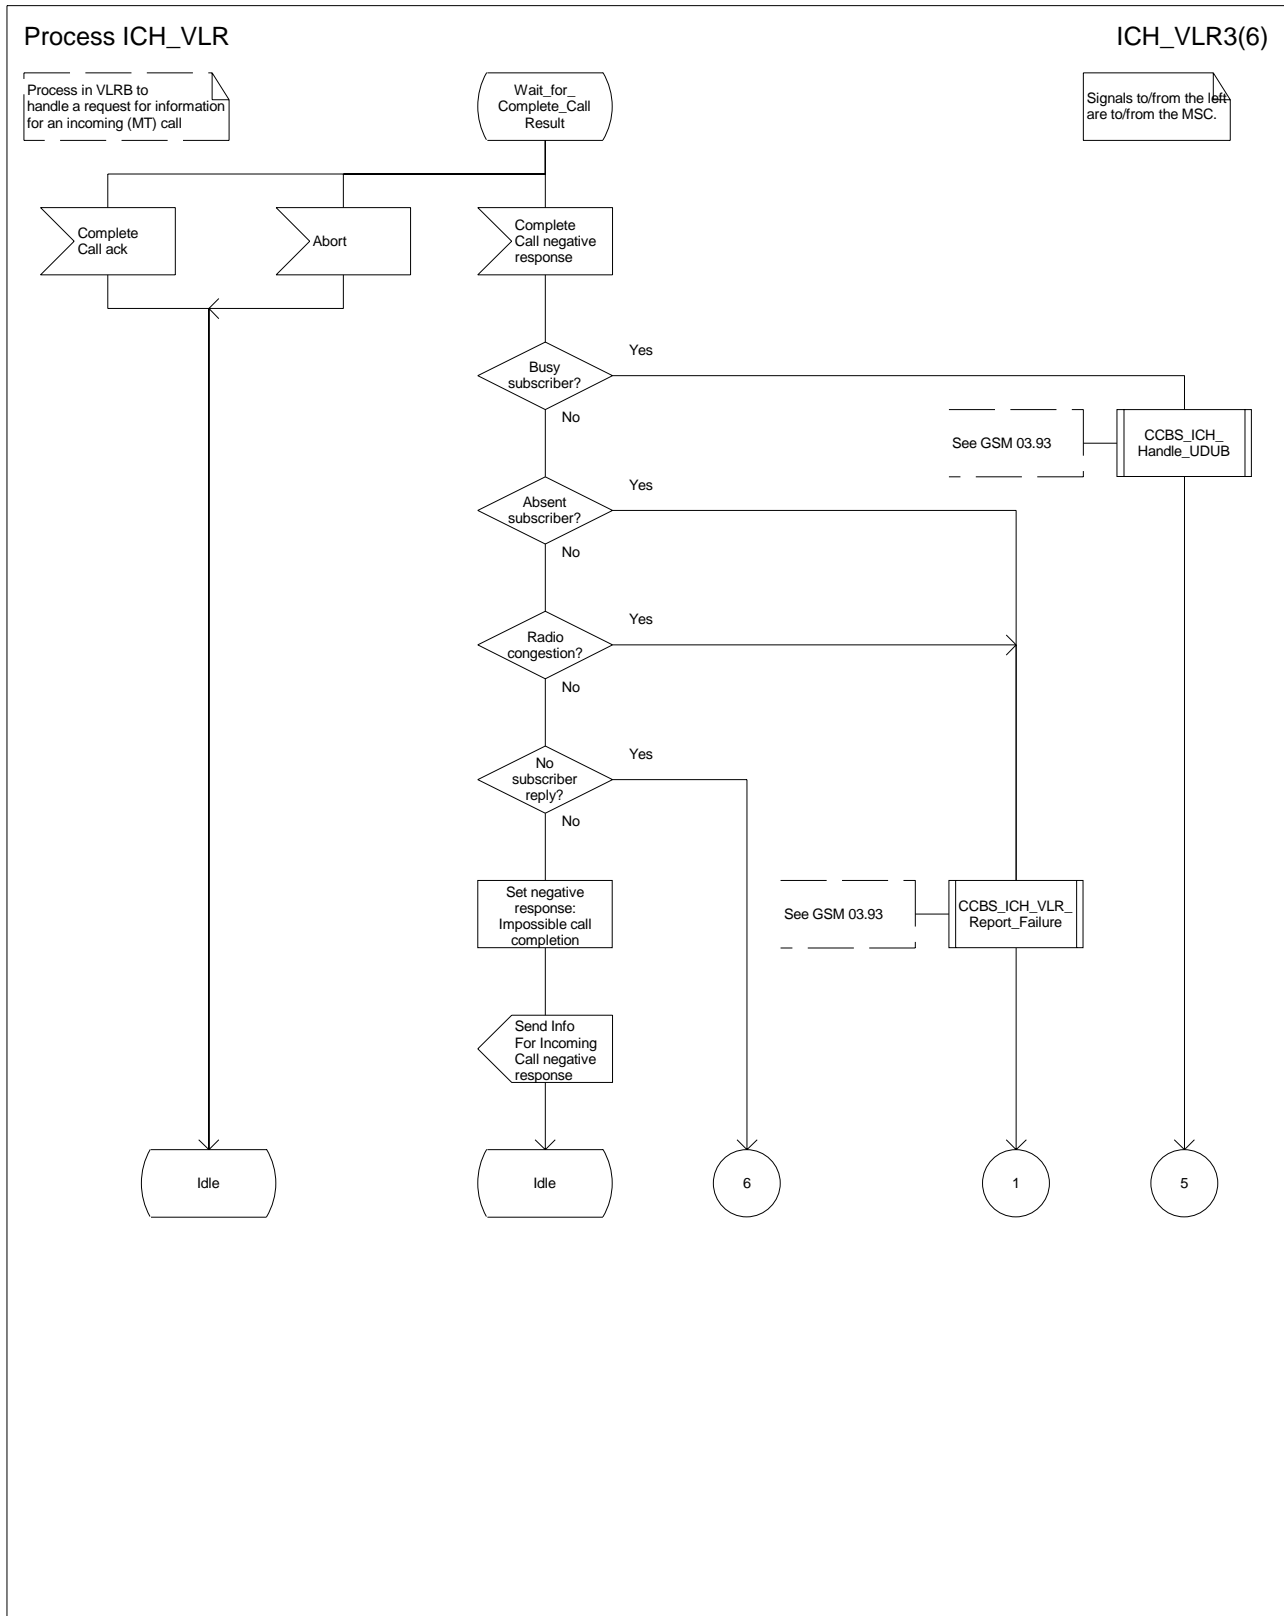 Process ICH_VLR
ICH_VLR3(6)
Process in VLRB to
handle a request for information
for an incoming (MT) call
Wait_for_
Complete_Call
Result
Signals to/from the left
are to/from the MSC.
Complete
Call ack
Abort
Complete
Call negative
response
Yes
Busy
subscriber?
No
See GSM 03.93
CCBS_ICH_
Handle_UDUB
Yes
Absent
subscriber?
No
Yes
Radio
congestion?
No
Yes
No
subscriber
reply?
No
Set negative
response:
Impossible call
completion
See GSM 03.93
CCBS_ICH_VLR_
Report_Failure
Send Info
For Incoming
Call negative
response
Idle
Idle
6
1
5